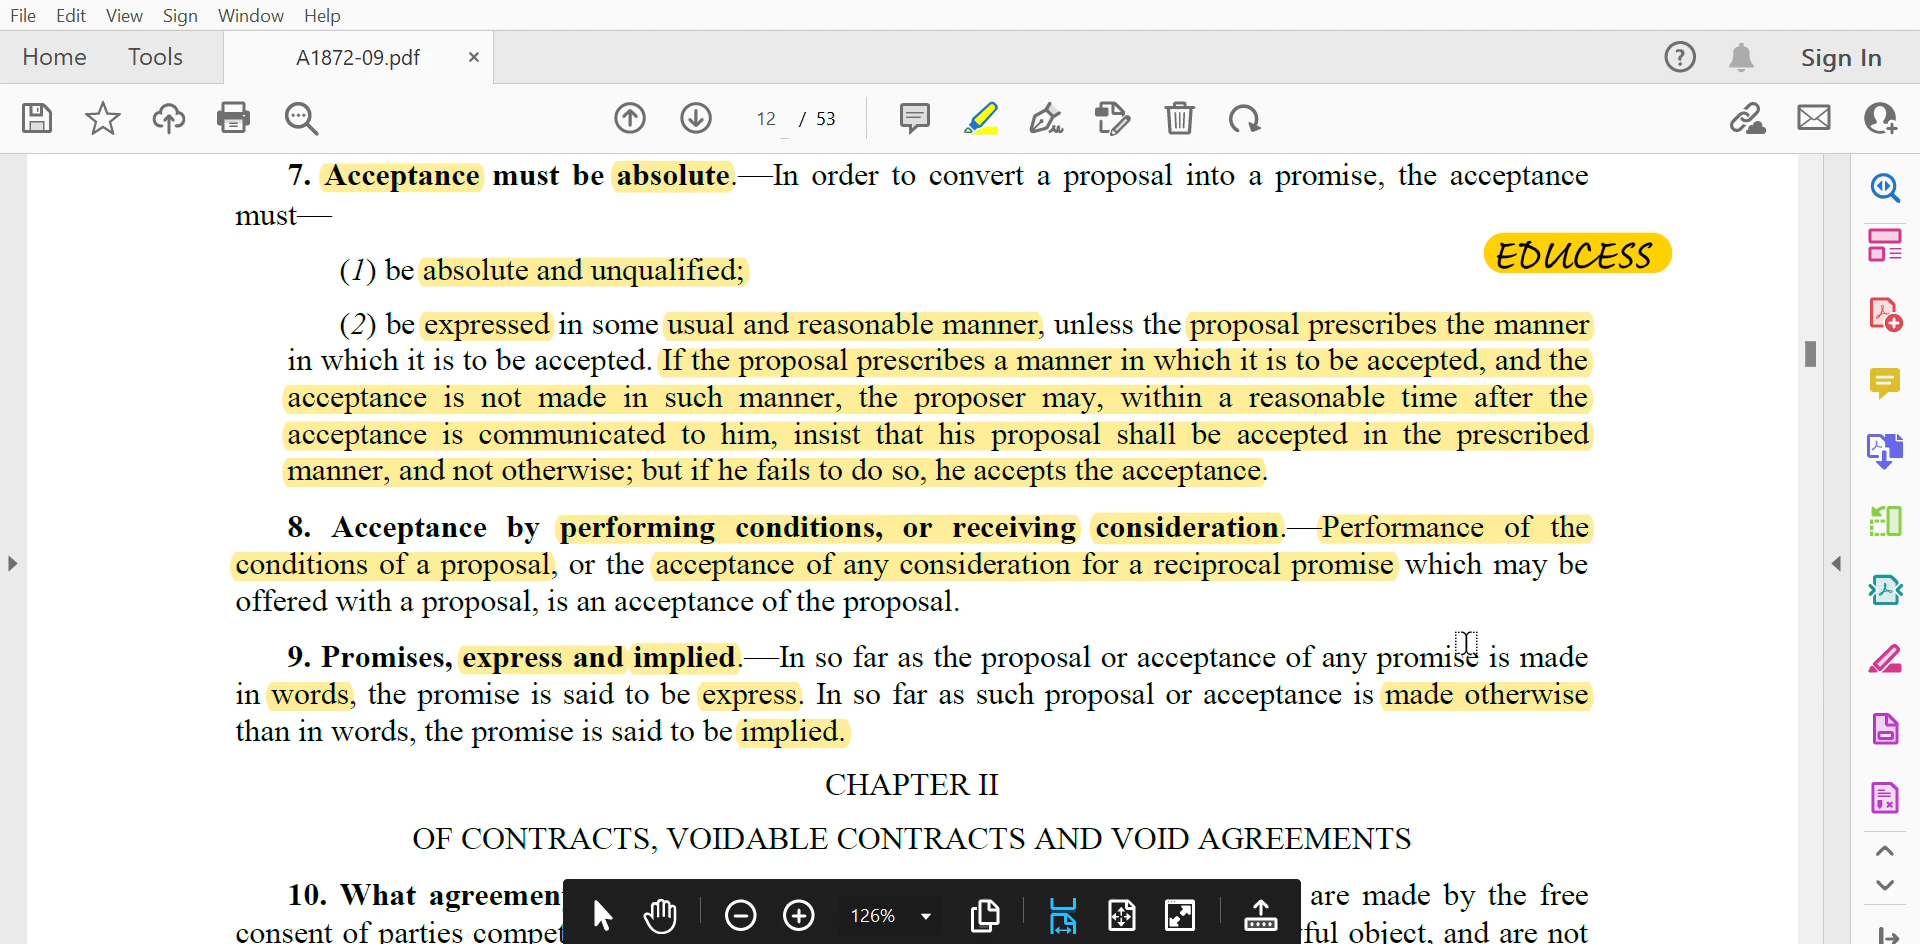 File Edit View Sign Window Help
Home Tools A1872-09.pdf × ? Sign In
12 / 53
7. Acceptance must be absolute.—In order to convert a proposal into a promise, the acceptance
must—
EDUCESS
(1) be absolute and unqualified;
(2) be expressed in some usual and reasonable manner, unless the proposal prescribes the manner
in which it is to be accepted. If the proposal prescribes a manner in which it is to be accepted, and the
acceptance is not made in such manner, the proposer may, within a reasonable time after the
acceptance is communicated to him, insist that his proposal shall be accepted in the prescribed
manner, and not otherwise; but if he fails to do so, he accepts the acceptance.
8. Acceptance by performing conditions, or receiving consideration.—Performance of the
conditions of a proposal, or the acceptance of any consideration for a reciprocal promise which may be
offered with a proposal, is an acceptance of the proposal.
9. Promises, express and implied.—In so far as the proposal or acceptance of any promise is made
in words, the promise is said to be express. In so far as such proposal or acceptance is made otherwise
than in words, the promise is said to be implied.
CHAPTER II
OF CONTRACTS, VOIDABLE CONTRACTS AND VOID AGREEMENTS
10. What agreemen are made by the free
consent of parties compet ful object, and are not
126%